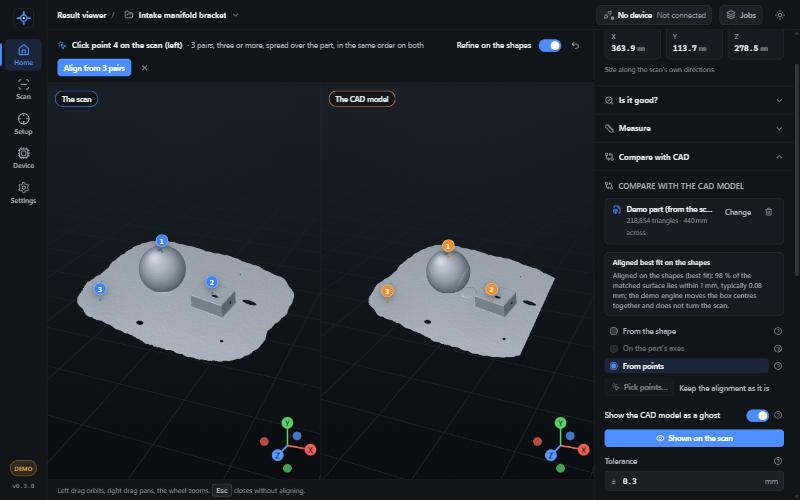 Result viewer / Intake manifold bracket
No device Not connected
Jobs
Home
Scan
Setup
Device
Settings
DEMO
v0.3.0
Click point 4 on the scan (left) · 3 pairs, three or more, spread over the part, in the same order on both
Refine on the shapes
Align from 3 pairs
The scan
1
2
3
Y
X
Z
The CAD model
1
2
3
Y
X
Z
Left drag orbits, right drag pans, the wheel zooms. Esc closes without aligning.
X Y Z
363.9 mm 113.7 mm 278.5 mm
Size along the scan's own directions.
Is it good?
Measure
Compare with CAD
COMPARE WITH THE CAD MODEL
Demo part (from the sc...
218,854 triangles · 440 mm
across
Change
Aligned best fit on the shapes
Aligned on the shapes (best fit): 98 % of the
matched surface lies within 1 mm, typically 0.08
mm; the demo engine moves the box centres
together and does not turn the scan.
From the shape
On the part's axes
From points
Pick points... Keep the alignment as it is
Show the CAD model as a ghost
Shown on the scan
Tolerance
± 0.3 mm